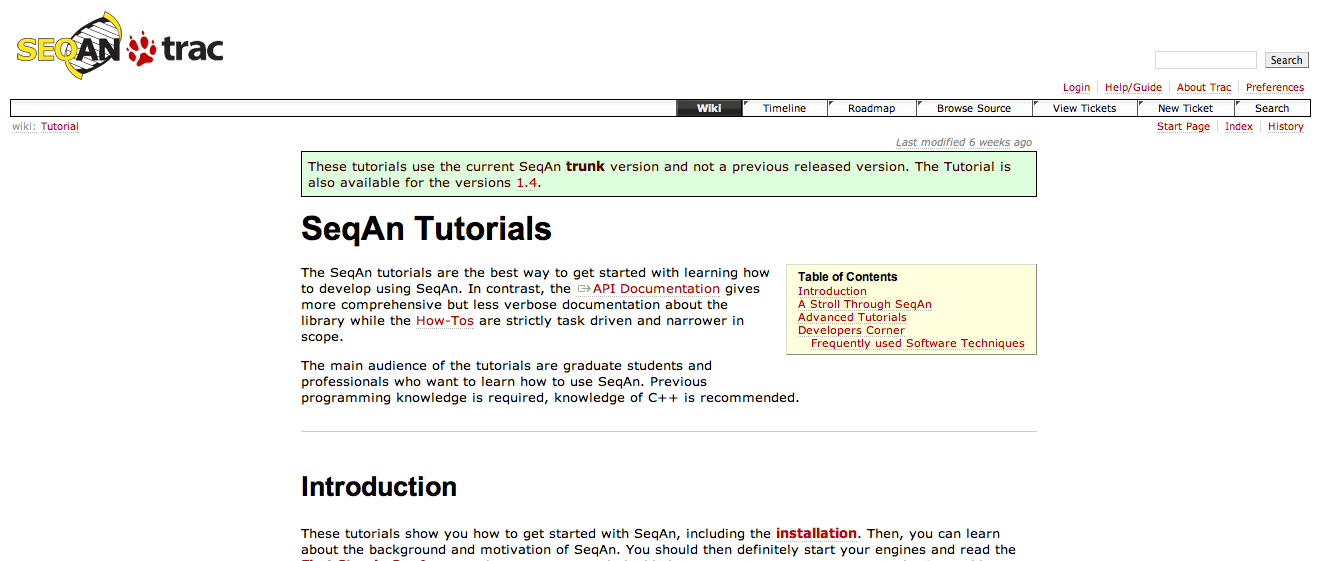 SEQAN trac
Search
Login Help/Guide About Trac Preferences
Wiki Timeline Roadmap Browse Source View Tickets New Ticket Search
wiki: Tutorial
Start Page Index History
Last modified 6 weeks ago
These tutorials use the current SeqAn trunk version and not a previous released version. The Tutorial is
also available for the versions 1.4.
SeqAn Tutorials
The SeqAn tutorials are the best way to get started with learning how
to develop using SeqAn. In contrast, the API Documentation gives
more comprehensive but less verbose documentation about the
library while the How-Tos are strictly task driven and narrower in
scope.
Table of Contents
Introduction
A Stroll Through SeqAn
Advanced Tutorials
Developers Corner
Frequently used Software Techniques
The main audience of the tutorials are graduate students and
professionals who want to learn how to use SeqAn. Previous
programming knowledge is required, knowledge of C++ is recommended.
Introduction
These tutorials show you how to get started with SeqAn, including the installation. Then, you can learn
about the background and motivation of SeqAn. You should then definitely start your engines and read the